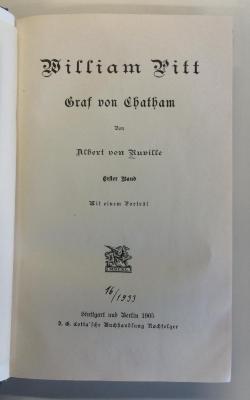 William Pitt
Graf von Chatham
Von
Albert von Ruville
Erster Band
Mit einem Porträt
16/1933
Stuttgart und Berlin 1905
J. G. Cotta'sche Buchhandlung Nachfolger